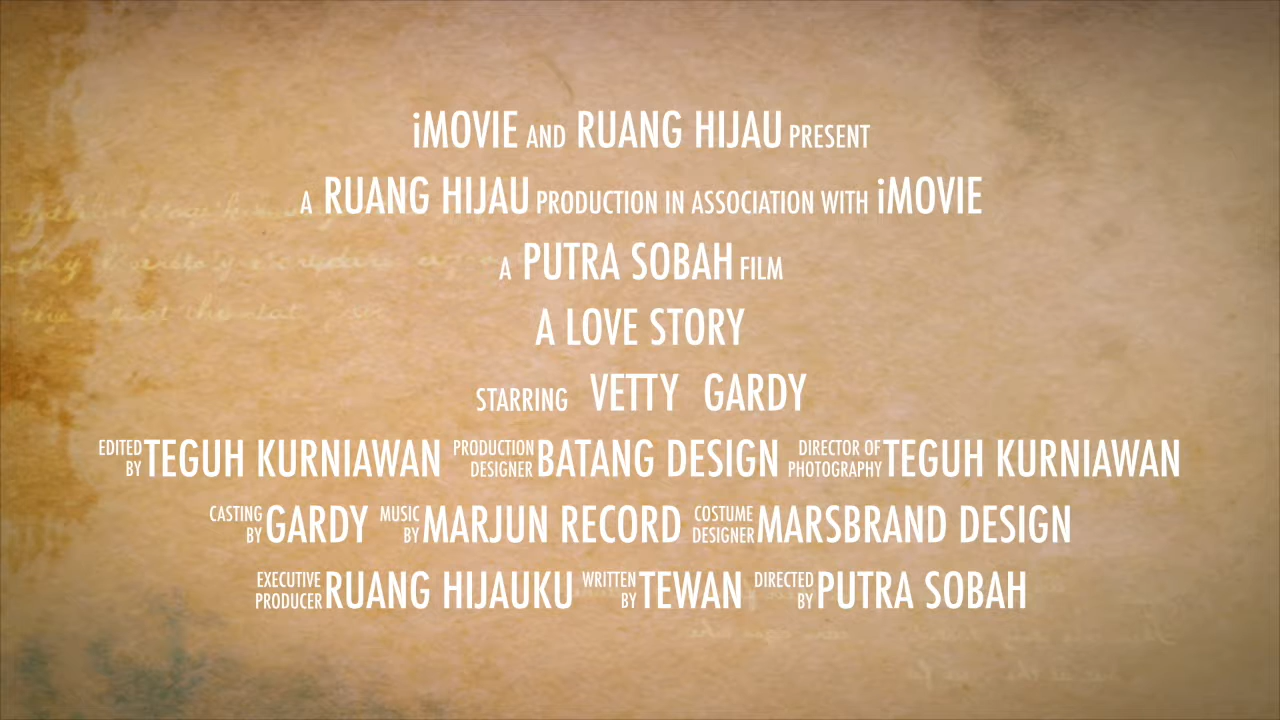 iMOVIE AND RUANG HIJAU PRESENT
A RUANG HIJAU PRODUCTION IN ASSOCIATION WITH iMOVIE
A PUTRA SOBAH FILM
A LOVE STORY
STARRING VETTY GARDY
EDITED BY TEGUH KURNIAWAN PRODUCTION DESIGNER BATANG DESIGN DIRECTOR OF PHOTOGRAPHY TEGUH KURNIAWAN
CASTING BY GARDY MUSIC BY MARJUN RECORD COSTUME DESIGNER MARSBRAND DESIGN
EXECUTIVE PRODUCER RUANG HIJAUKU WRITTEN BY TEWAN DIRECTED BY PUTRA SOBAH